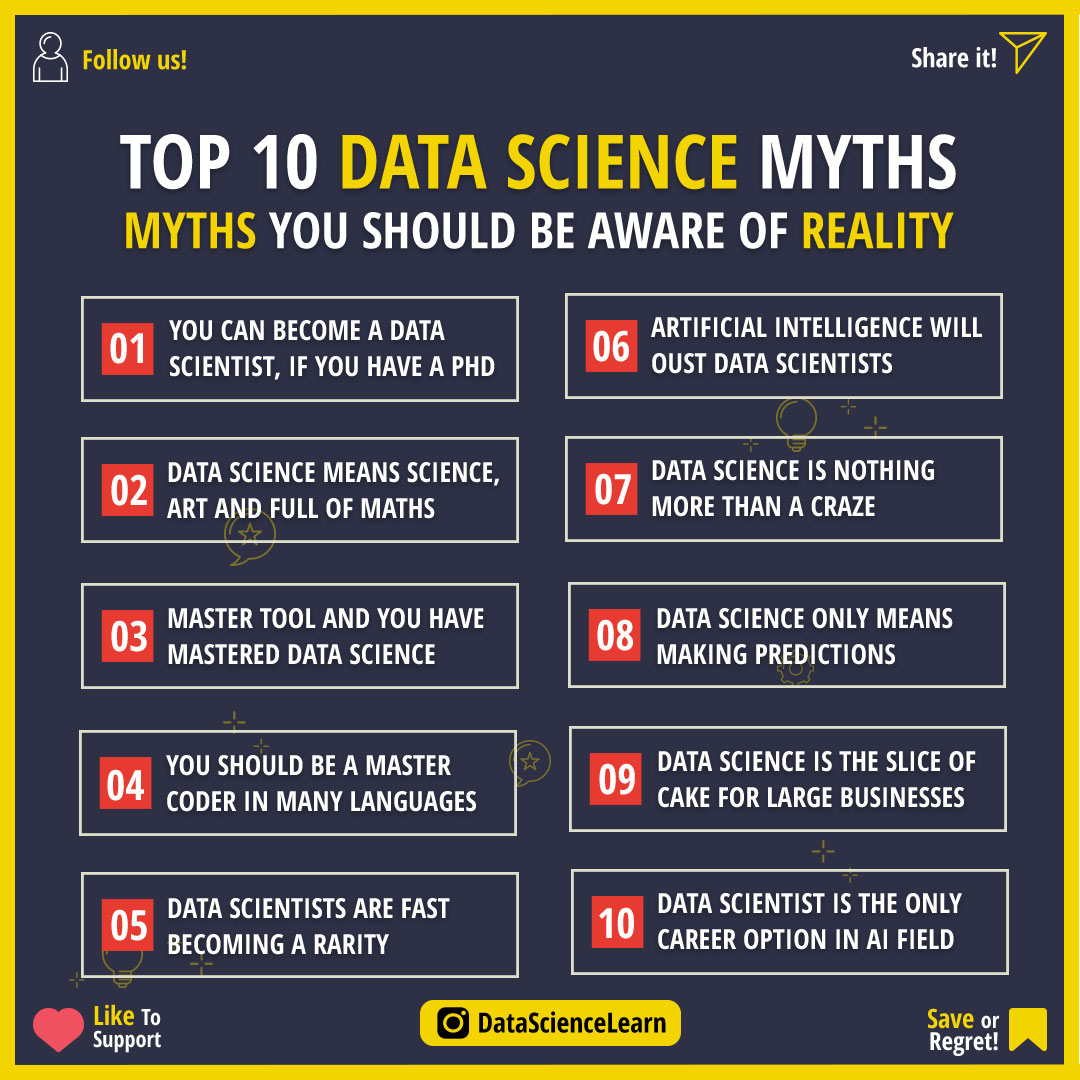 Follow us!
Share it!
TOP 10 DATA SCIENCE MYTHS
MYTHS YOU SHOULD BE AWARE OF REALITY
01
YOU CAN BECOME A DATA
SCIENTIST, IF YOU HAVE A PHD
02
DATA SCIENCE MEANS SCIENCE,
ART AND FULL OF MATHS
03
MASTER TOOL AND YOU HAVE
MASTERED DATA SCIENCE
04
YOU SHOULD BE A MASTER
CODER IN MANY LANGUAGES
05
DATA SCIENTISTS ARE FAST
BECOMING A RARITY
06
ARTIFICIAL INTELLIGENCE WILL
OUST DATA SCIENTISTS
07
DATA SCIENCE IS NOTHING
MORE THAN A CRAZE
08
DATA SCIENCE ONLY MEANS
MAKING PREDICTIONS
09
DATA SCIENCE IS THE SLICE OF
CAKE FOR LARGE BUSINESSES
10
DATA SCIENTIST IS THE ONLY
CAREER OPTION IN AI FIELD
Like To
Support
DataScienceLearn
Save or
Regret!